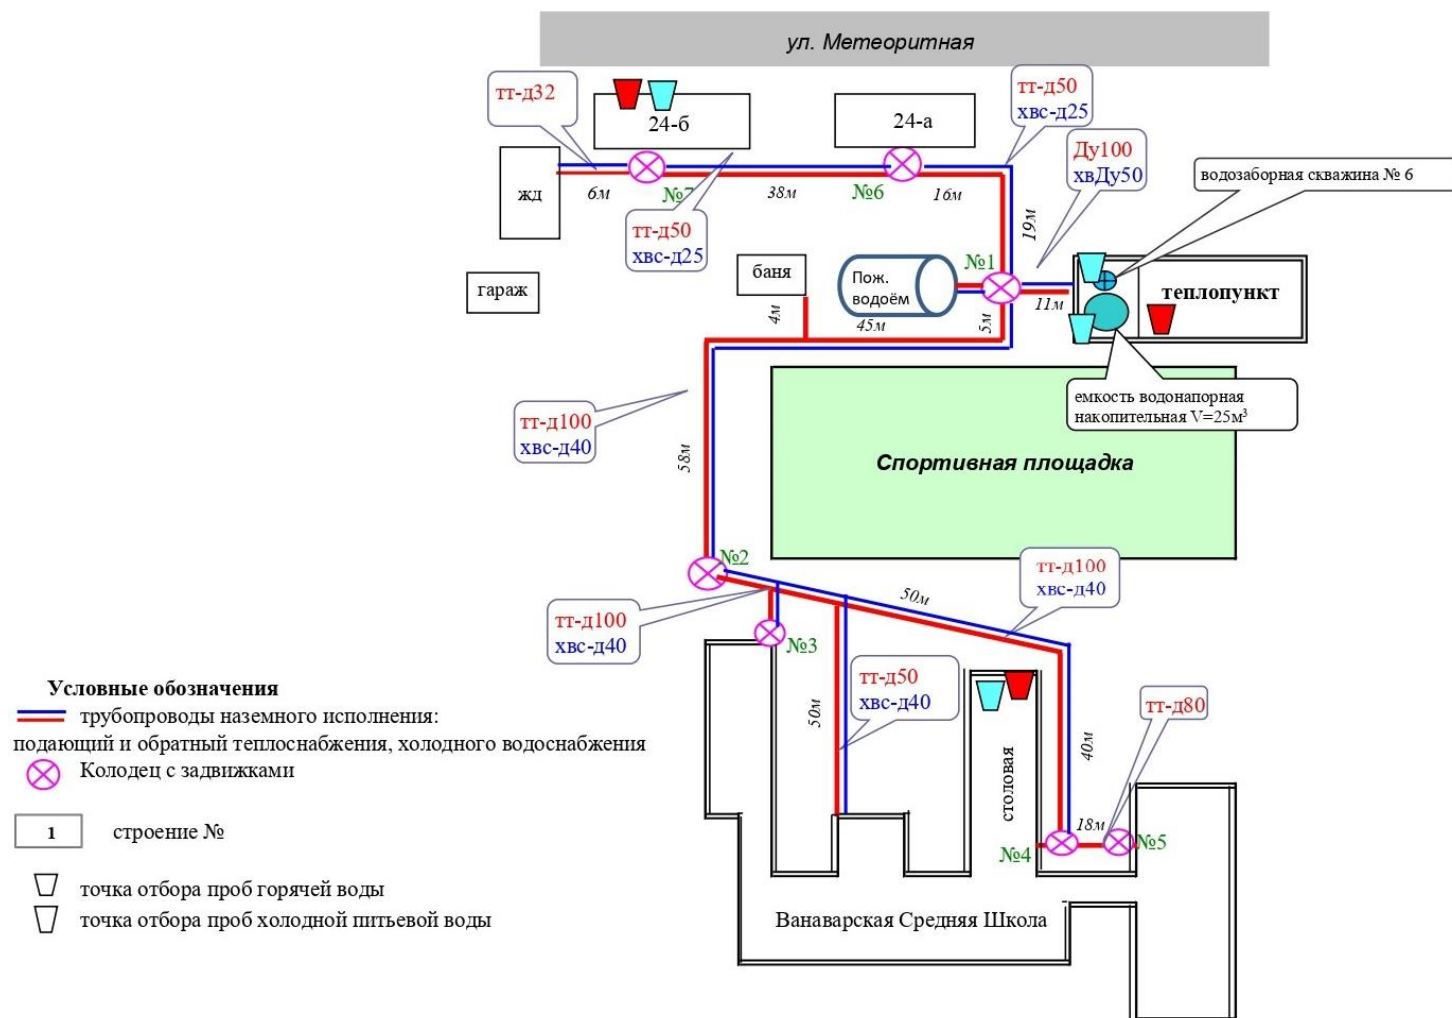 ул. Метеоритная
тт-д32
24-б
24-а
тт-д50
хвс-д25
Ду100
хвДу50
водозаборная скважина № 6
жд
6м
№7
38м
№6
16м
тт-д50
хвс-д25
19м
№1
баня
гараж
Пож.
водоём
теплопункт
11м
4м
45м
5м
емкость водонапорная
накопительная V=25м³
тт-д100
хвс-д40
58м
Спортивная площадка
№2
50м
тт-д100
хвс-д40
тт-д100
хвс-д40
№3
тт-д50
хвс-д40
50м
тт-д80
столовая
40м
18м
№4
№5
Ванаварская Средняя Школа
Условные обозначения
трубопроводы наземного исполнения:
подающий и обратный теплоснабжения, холодного водоснабжения
Колодец с задвижками
1
строение №
точка отбора проб горячей воды
точка отбора проб холодной питьевой воды